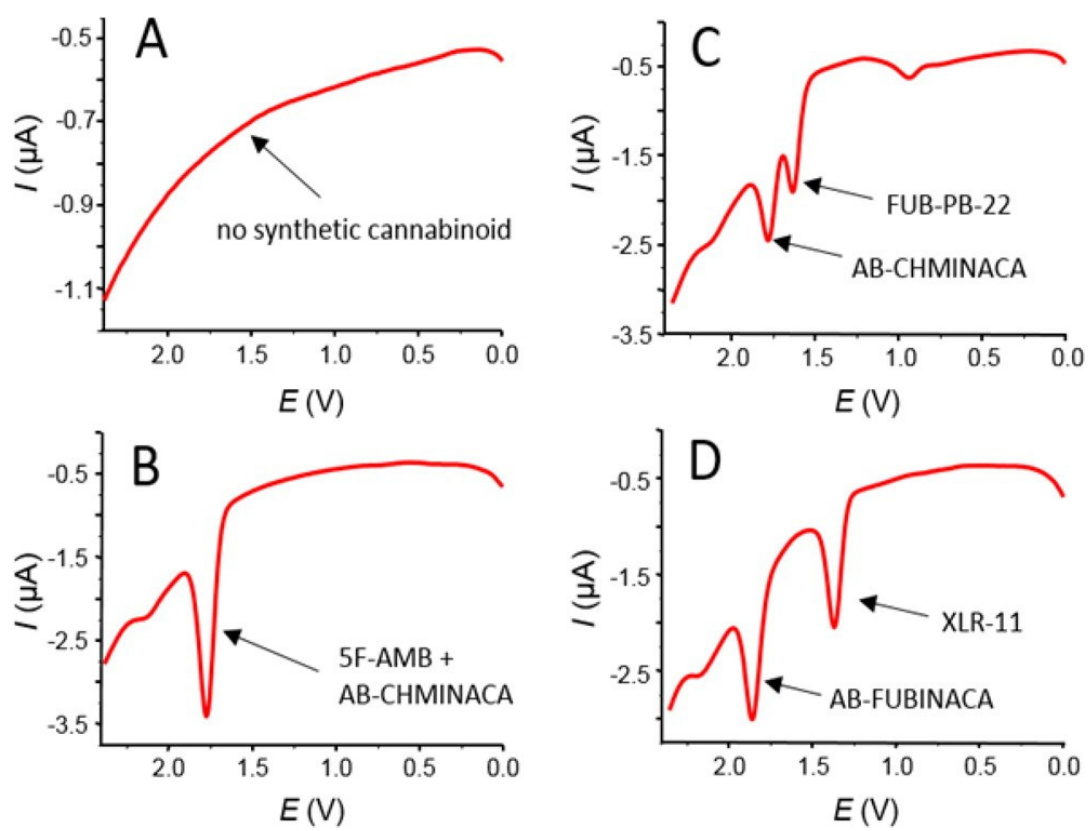 A
-0.5
-0.7
-0.9
-1.1
I (µA)
no synthetic cannabinoid
2.0 1.5 1.0 0.5 0.0
E (V)
C
-0.5
-1.5
-2.5
-3.5
I (µA)
FUB-PB-22
AB-CHMINACA
2.0 1.5 1.0 0.5 0.0
E (V)
B
-0.5
-1.5
-2.5
-3.5
I (µA)
5F-AMB +
AB-CHMINACA
2.0 1.5 1.0 0.5 0.0
E (V)
D
-0.5
-1.5
-2.5
I (µA)
XLR-11
AB-FUBINACA
2.0 1.5 1.0 0.5 0.0
E (V)